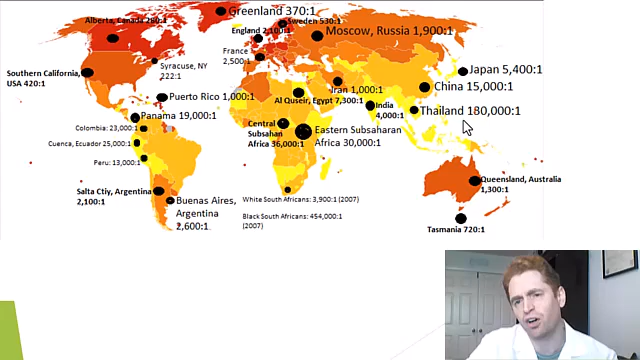 Greenland 370:1
Alberta, Canada 280:1
Sweden 530:1
England 2,100:1
Moscow, Russia 1,900:1
France 1
2,500:1
Syracuse, NY
222:1
Southern California,
USA 420:1
Japan 5,400:1
Iran 1,000:1
China 15,000:1
Puerto Rico 1,000:1
Al Quseir, Egypt 7,300:1
India
4,000:1
Thailand 180,000:1
Panama 19,000:1
Colombia: 23,000:1
Central
Subsahan
Africa 36,000:1
Eastern Subsaharan
Africa 30,000:1
Cuenca, Ecuador 25,000:1
Peru: 13,000:1
Salta Ctiy, Argentina
2,100:1
Buenas Aires,
Argentina
2,600:1
White South Africans: 3,900:1 (2007)
Black South Africans: 454,000:1
(2007)
Queensland, Australia
1,300:1
Tasmania 720:1